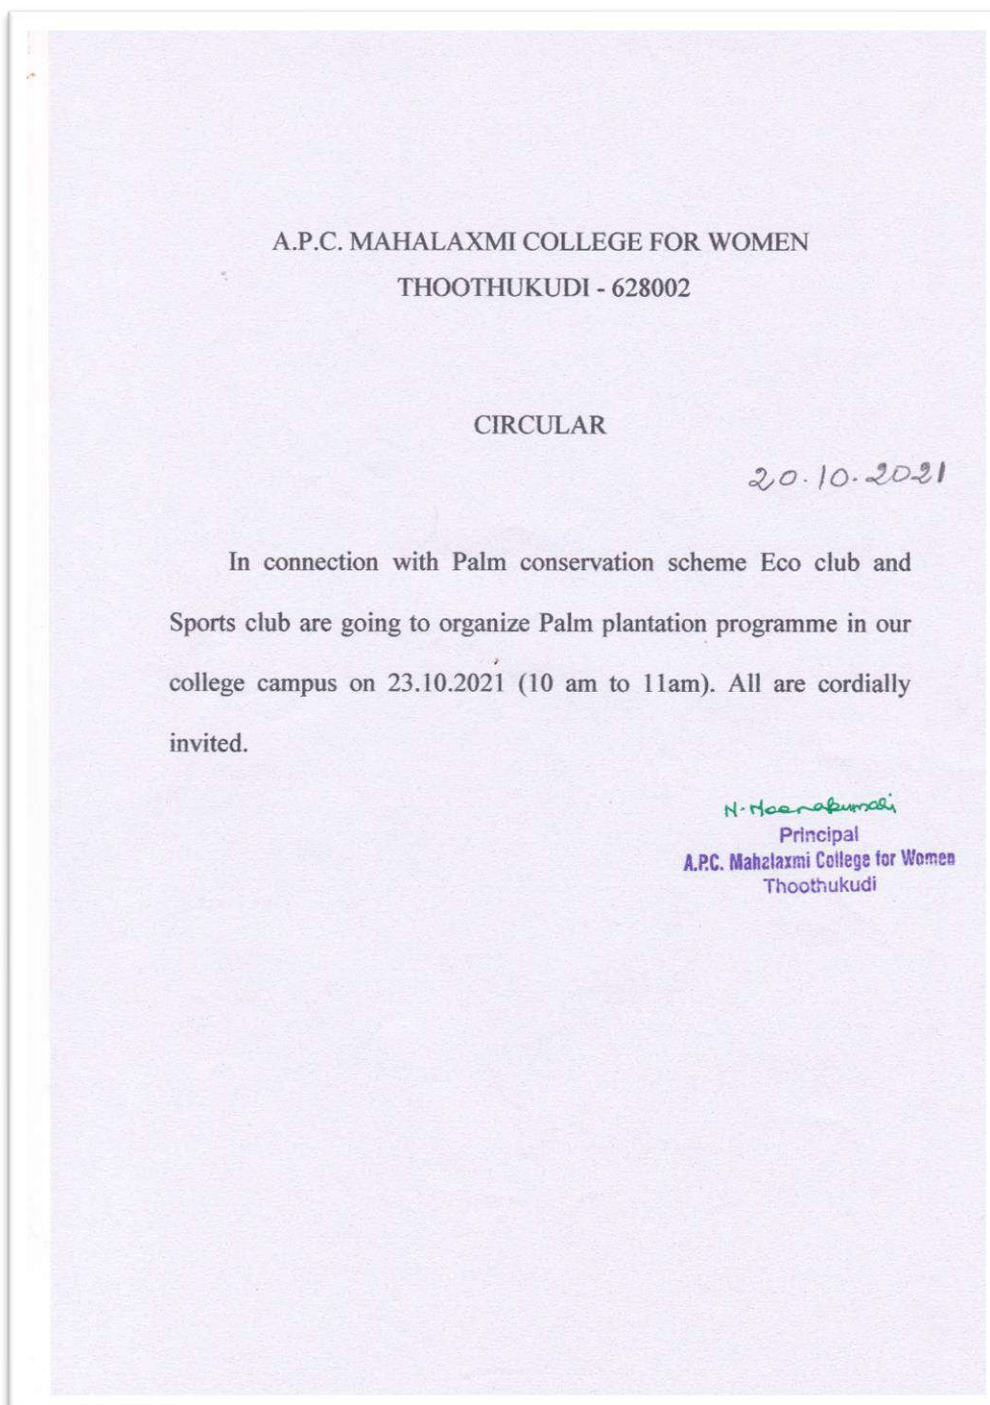 A.P.C. MAHALAXMI COLLEGE FOR WOMEN
THOOTHUKUDI - 628002
CIRCULAR
20.10.2021
In connection with Palm conservation scheme Eco club and
Sports club are going to organize Palm plantation programme in our
college campus on 23.10.2021 (10 am to 11am). All are cordially
invited.
N. Meenakumari
Principal
A.P.C. Mahalaxmi College for Women
Thoothukudi